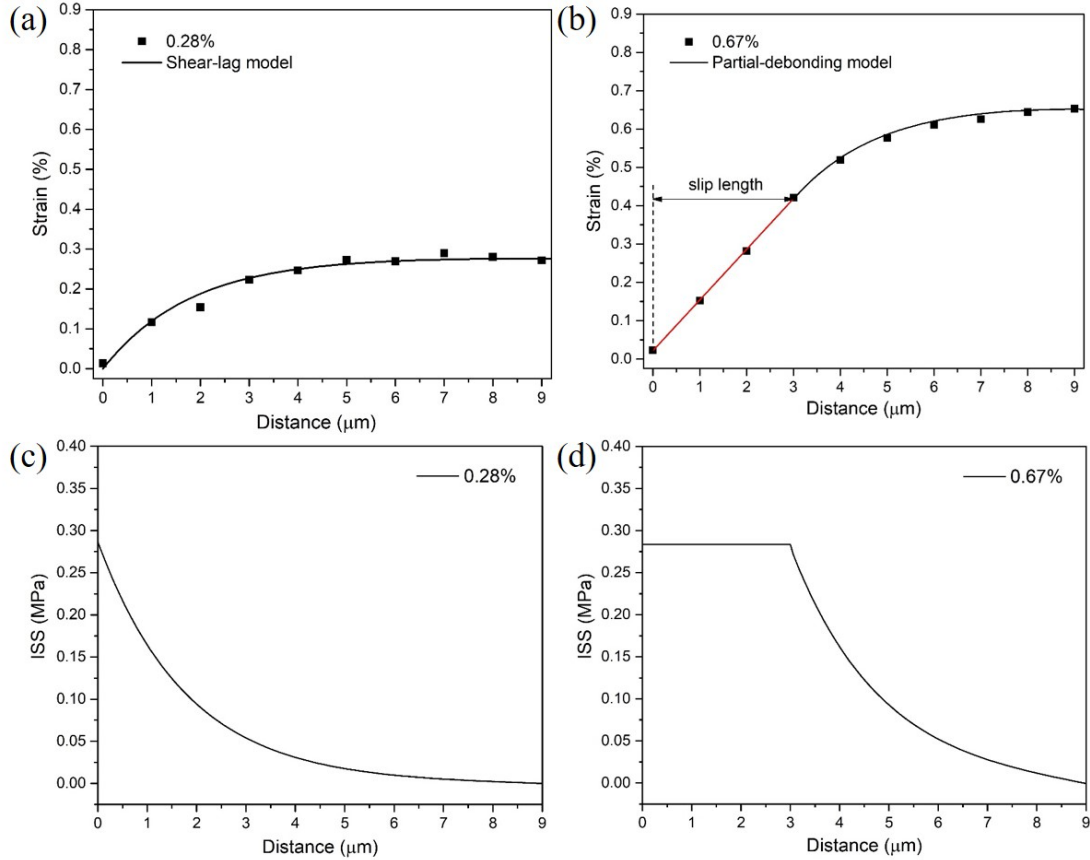 (a)
0.28%
Shear-lag model
Strain (%)
0.9
0.8
0.7
0.6
0.5
0.4
0.3
0.2
0.1
0.0
0 1 2 3 4 5 6 7 8 9
Distance (μm)
(b)
0.67%
Partial-debonding model
slip length
Strain (%)
0.9
0.8
0.7
0.6
0.5
0.4
0.3
0.2
0.1
0.0
0 1 2 3 4 5 6 7 8 9
Distance (μm)
(c)
0.28%
ISS (MPa)
0.40
0.35
0.30
0.25
0.20
0.15
0.10
0.05
0.00
0 1 2 3 4 5 6 7 8 9
Distance (μm)
(d)
0.67%
ISS (MPa)
0.40
0.35
0.30
0.25
0.20
0.15
0.10
0.05
0.00
0 1 2 3 4 5 6 7 8 9
Distance (μm)